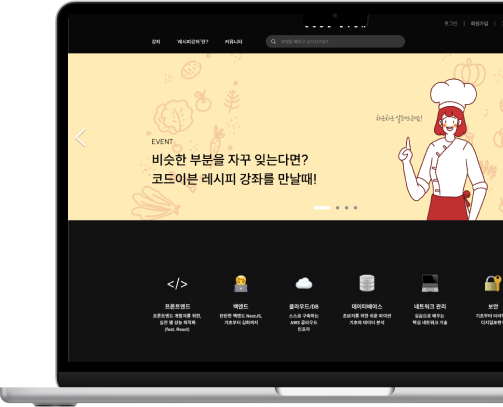 로그인 | 회원가입 |
강좌 '레시피강좌'란? 커뮤니티
EVENT
비슷한 부분을 자꾸 잊는다면?
코드이븐 레시피 강좌를 만날때!
</> 
프론트엔드
프론트엔드 개발자를 위한,
실전 웹 성능 최적화
(feat. React)
백엔드
탄탄한 백엔드 NestJS,
기초부터 심화까지
클라우드/DB
스스로 구축하는
AWS 클라우드
인프라
데이터베이스
초보자를 위한 쉬운 파이썬
기초와 데이터 분석
네트워크 관리
실습으로 배우는
핵심 네트워크 기술
보안